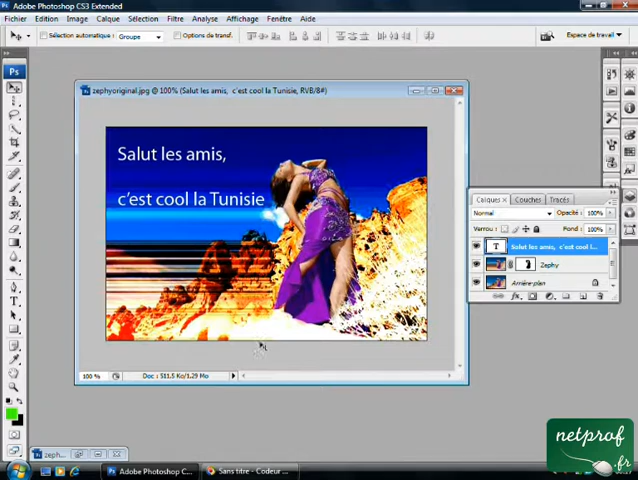 Adobe Photoshop CS3 Extended
Fichier Edition Image Calque Sélection Filtre Analyse Affichage Fenêtre Aide
Sélection automatique : Groupe Options de transf. Espace de travail
Ps
zephyoriginal.jpg @ 100% (Salut les amis, c'est cool la Tunisie, RVB/8#)
Salut les amis,
c'est cool la Tunisie
Calques Couches Tracés
Normal Opacité : 100%
Verrou : Fond : 100%
T Salut les amis, c'est cool l...
Zephy
Arrière-plan
100 % Doc : 511,5 Ko/1,29 Mo
zeph...
Adobe Photoshop C... Sans titre - Codeur ...
netprof
.fr